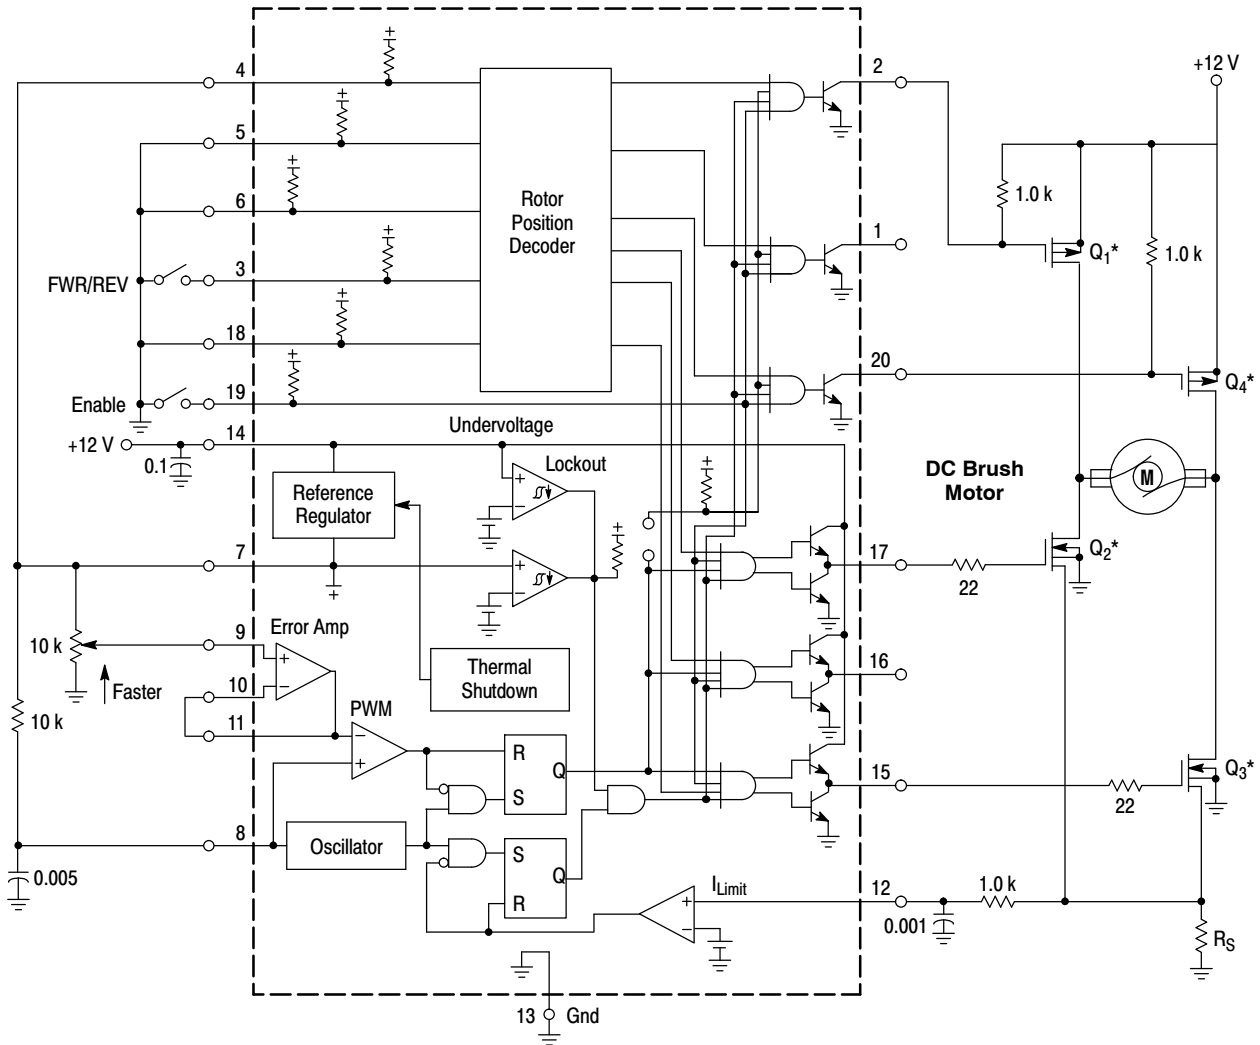 2
+12 V
4
5
1.0 k
6
Rotor
Position
Decoder
1
Q1*
1.0 k
3
FWR/REV
18
20
Q4*
19
Enable
Undervoltage
14
+12 V
Lockout
0.1
DC Brush
Motor
M
Reference
Regulator
17
Q2*
7
22
Error Amp
9
10 k
Thermal
Shutdown
16
10
Faster
PWM
11
10 k
R
Q
S
15
Q3*
22
8
Oscillator
S
Q
R
0.005
12
1.0 k
ILimit
0.001
RS
13
Gnd